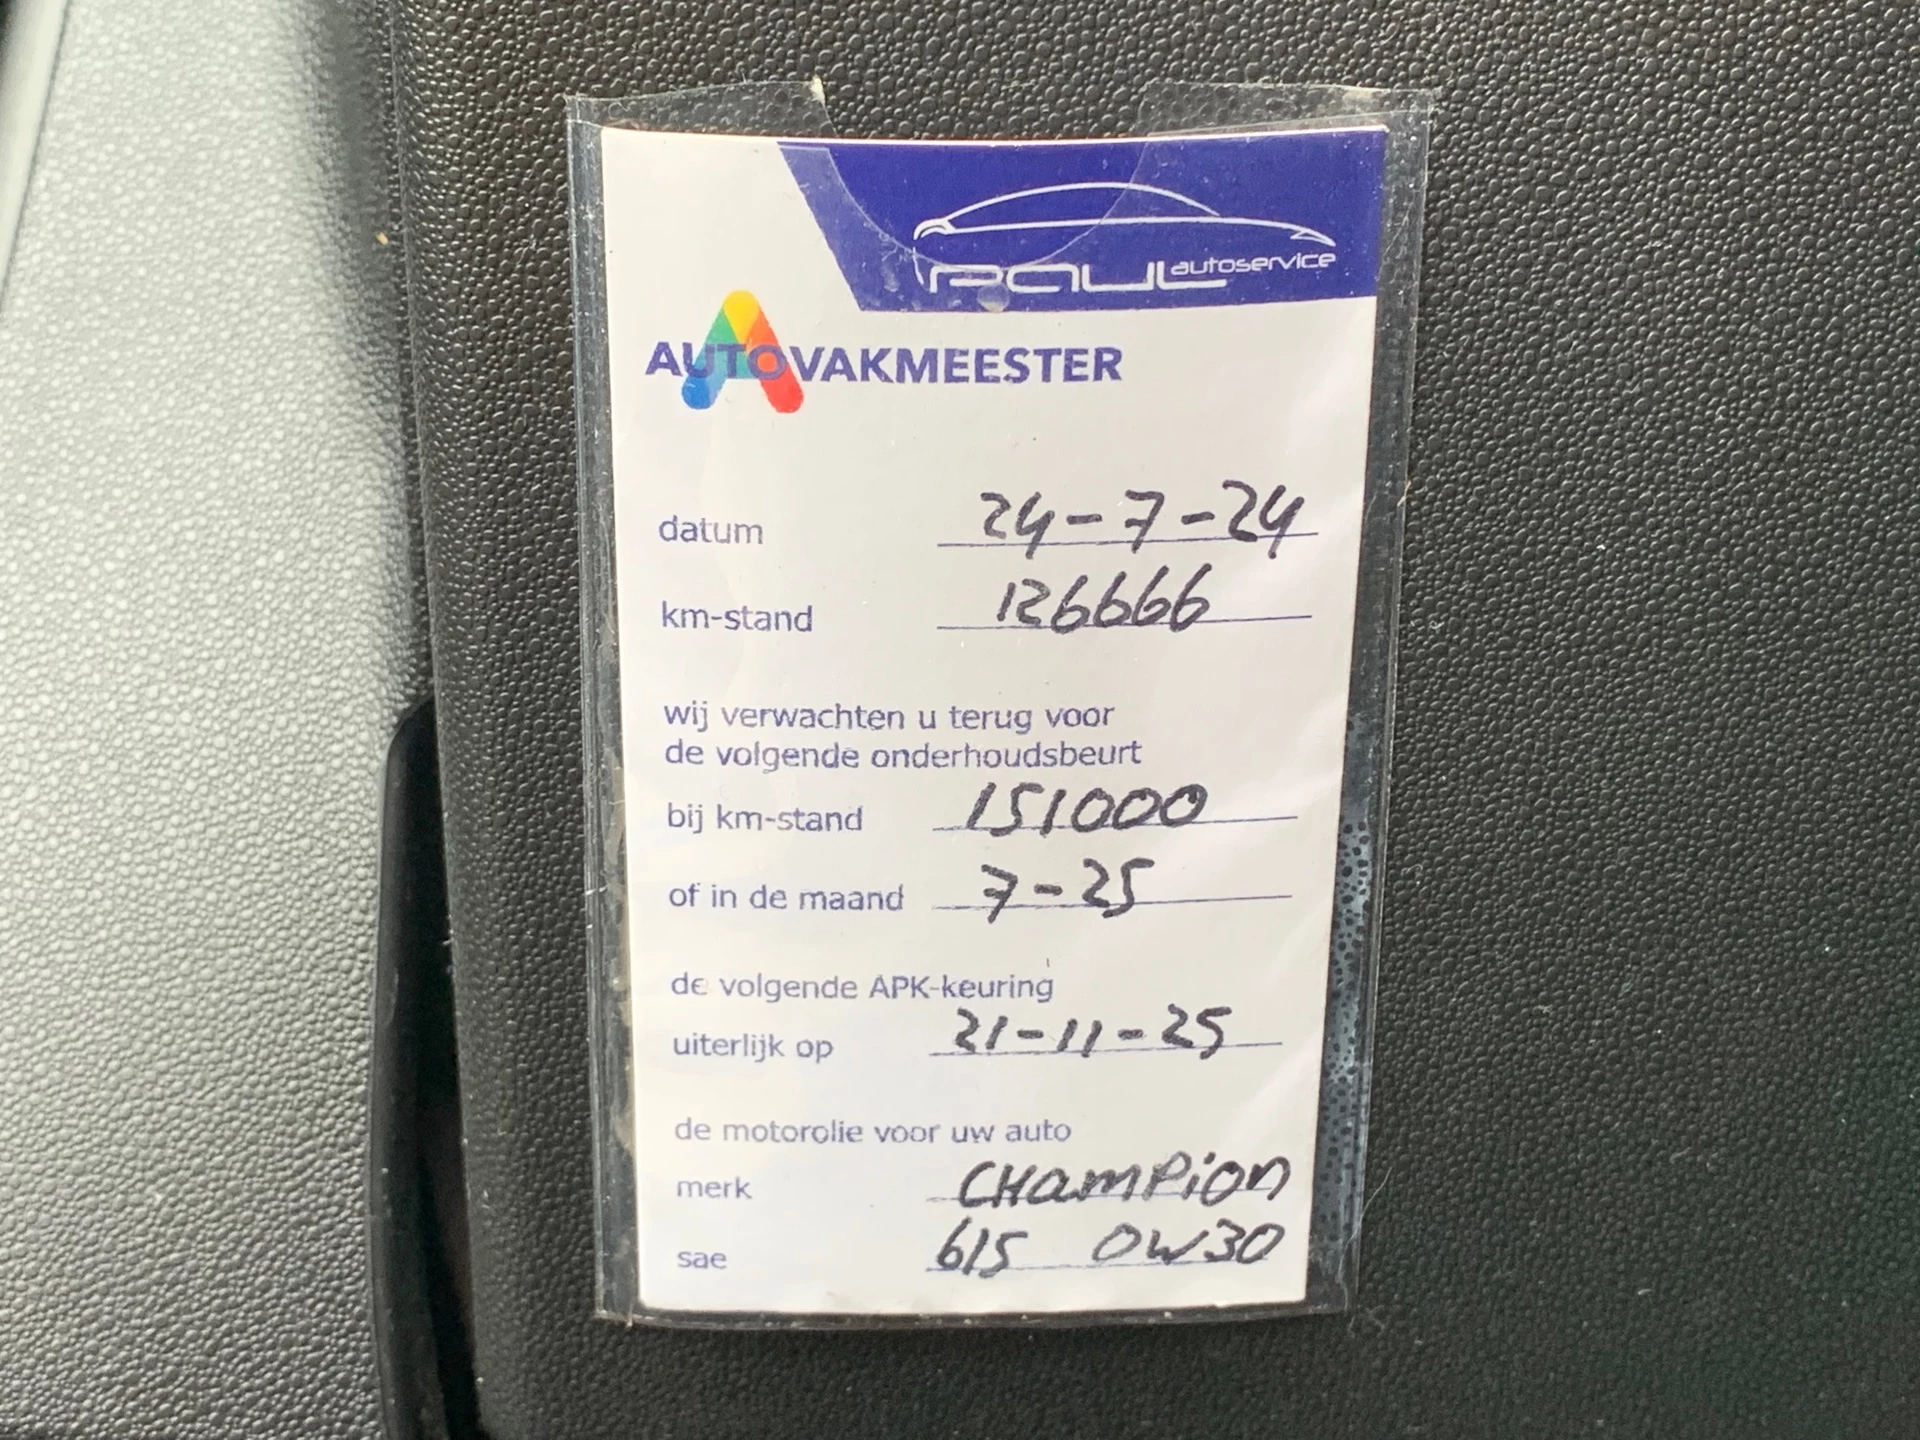 PAUL autoservice
AUTOVAKMEESTER
datum 24-7-24
km-stand 126666
wij verwachten u terug voor
de volgende onderhoudsbeurt
bij km-stand 151000
of in de maand 7-25
de volgende APK-keuring
uiterlijk op 21-11-25
de motorolie voor uw auto
merk CHAMPION
sae 615 0W30